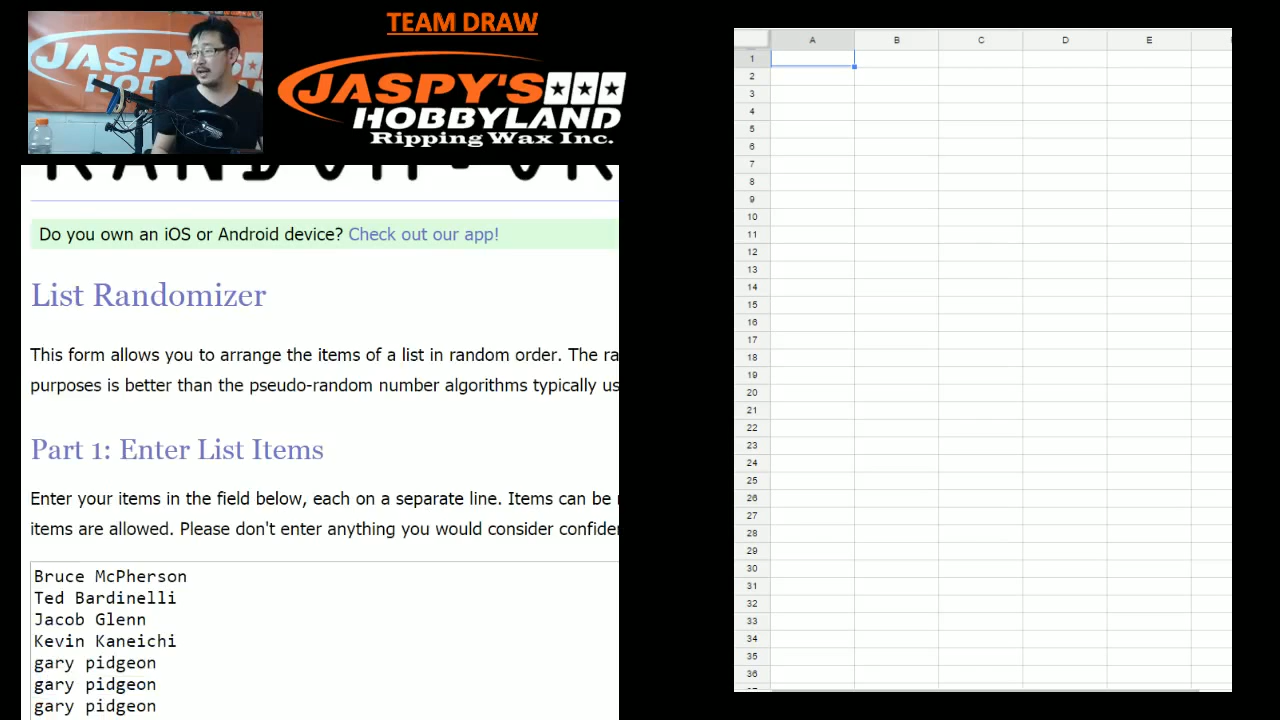 TEAM DRAW
JASPY'S
HOBBYLAND
Ripping Wax Inc.
JASPY'S
HOBB
RANDOM-OR
Do you own an iOS or Android device? Check out our app!
List Randomizer
This form allows you to arrange the items of a list in random order. The ra
purposes is better than the pseudo-random number algorithms typically us
Part 1: Enter List Items
Enter your items in the field below, each on a separate line. Items can be
items are allowed. Please don't enter anything you would consider confider
Bruce McPherson
Ted Bardinelli
Jacob Glenn
Kevin Kaneichi
gary pidgeon
gary pidgeon
gary pidgeon
A B C D E
1
2
3
4
5
6
7
8
9
10
11
12
13
14
15
16
17
18
19
20
21
22
23
24
25
26
27
28
29
30
31
32
33
34
35
36